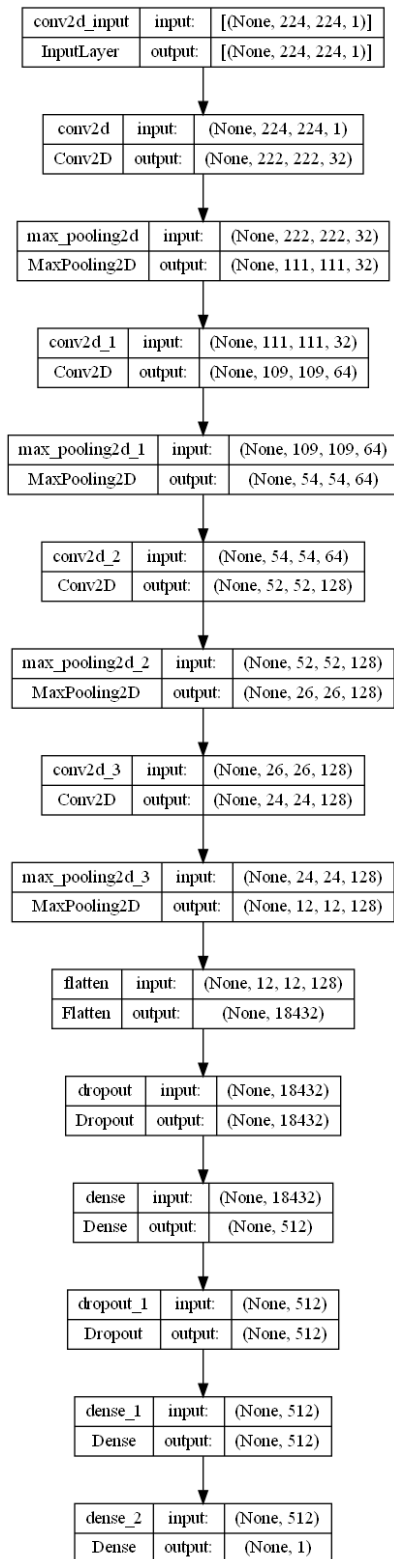 conv2d_input input: [(None, 224, 224, 1)]
InputLayer output: [(None, 224, 224, 1)]
conv2d input: (None, 224, 224, 1)
Conv2D output: (None, 222, 222, 32)
max_pooling2d input: (None, 222, 222, 32)
MaxPooling2D output: (None, 111, 111, 32)
conv2d_1 input: (None, 111, 111, 32)
Conv2D output: (None, 109, 109, 64)
max_pooling2d_1 input: (None, 109, 109, 64)
MaxPooling2D output: (None, 54, 54, 64)
conv2d_2 input: (None, 54, 54, 64)
Conv2D output: (None, 52, 52, 128)
max_pooling2d_2 input: (None, 52, 52, 128)
MaxPooling2D output: (None, 26, 26, 128)
conv2d_3 input: (None, 26, 26, 128)
Conv2D output: (None, 24, 24, 128)
max_pooling2d_3 input: (None, 24, 24, 128)
MaxPooling2D output: (None, 12, 12, 128)
flatten input: (None, 12, 12, 128)
Flatten output: (None, 18432)
dropout input: (None, 18432)
Dropout output: (None, 18432)
dense input: (None, 18432)
Dense output: (None, 512)
dropout_1 input: (None, 512)
Dropout output: (None, 512)
dense_1 input: (None, 512)
Dense output: (None, 512)
dense_2 input: (None, 512)
Dense output: (None, 1)